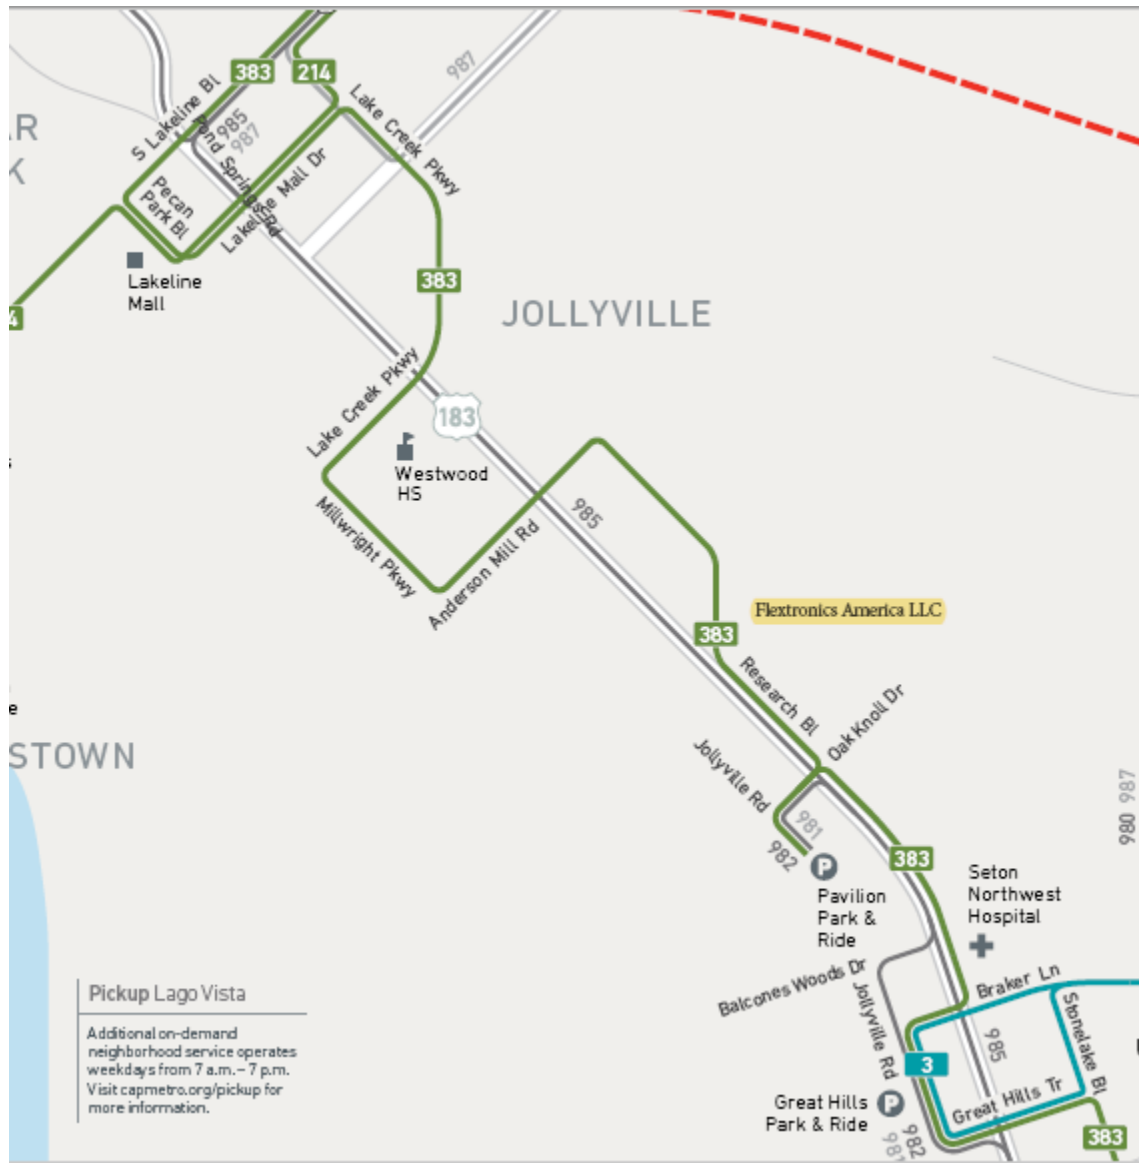 383
214
987
S Lakeline Bl
985
987
Lake Creek Pkwy
AR
K
Pond Springs Rd
Lakeline Mall Dr
Pecan
Park Bl
Lakeline
Mall
4
383
JOLLYVILLE
Lake Creek Pkwy
183
Westwood
HS
Millwright Pkwy
Anderson Mill Rd
985
Flextronics America LLC
383
Research Bl
Oak Knoll Dr
e
STOWN
Jollyville Rd
981
982
980 987
383
Pavilion
Park &
Ride
Seton
Northwest
Hospital
Balcones Woods Dr
Jollyville Rd
Braker Ln
Stonelake Bl
985
3
Great Hills Tr
Great Hills
Park & Ride
982
981
383
Pickup Lago Vista
Additional on-demand
neighborhood service operates
weekdays from 7 a.m. – 7 p.m.
Visit capmetro.org/pickup for
more information.